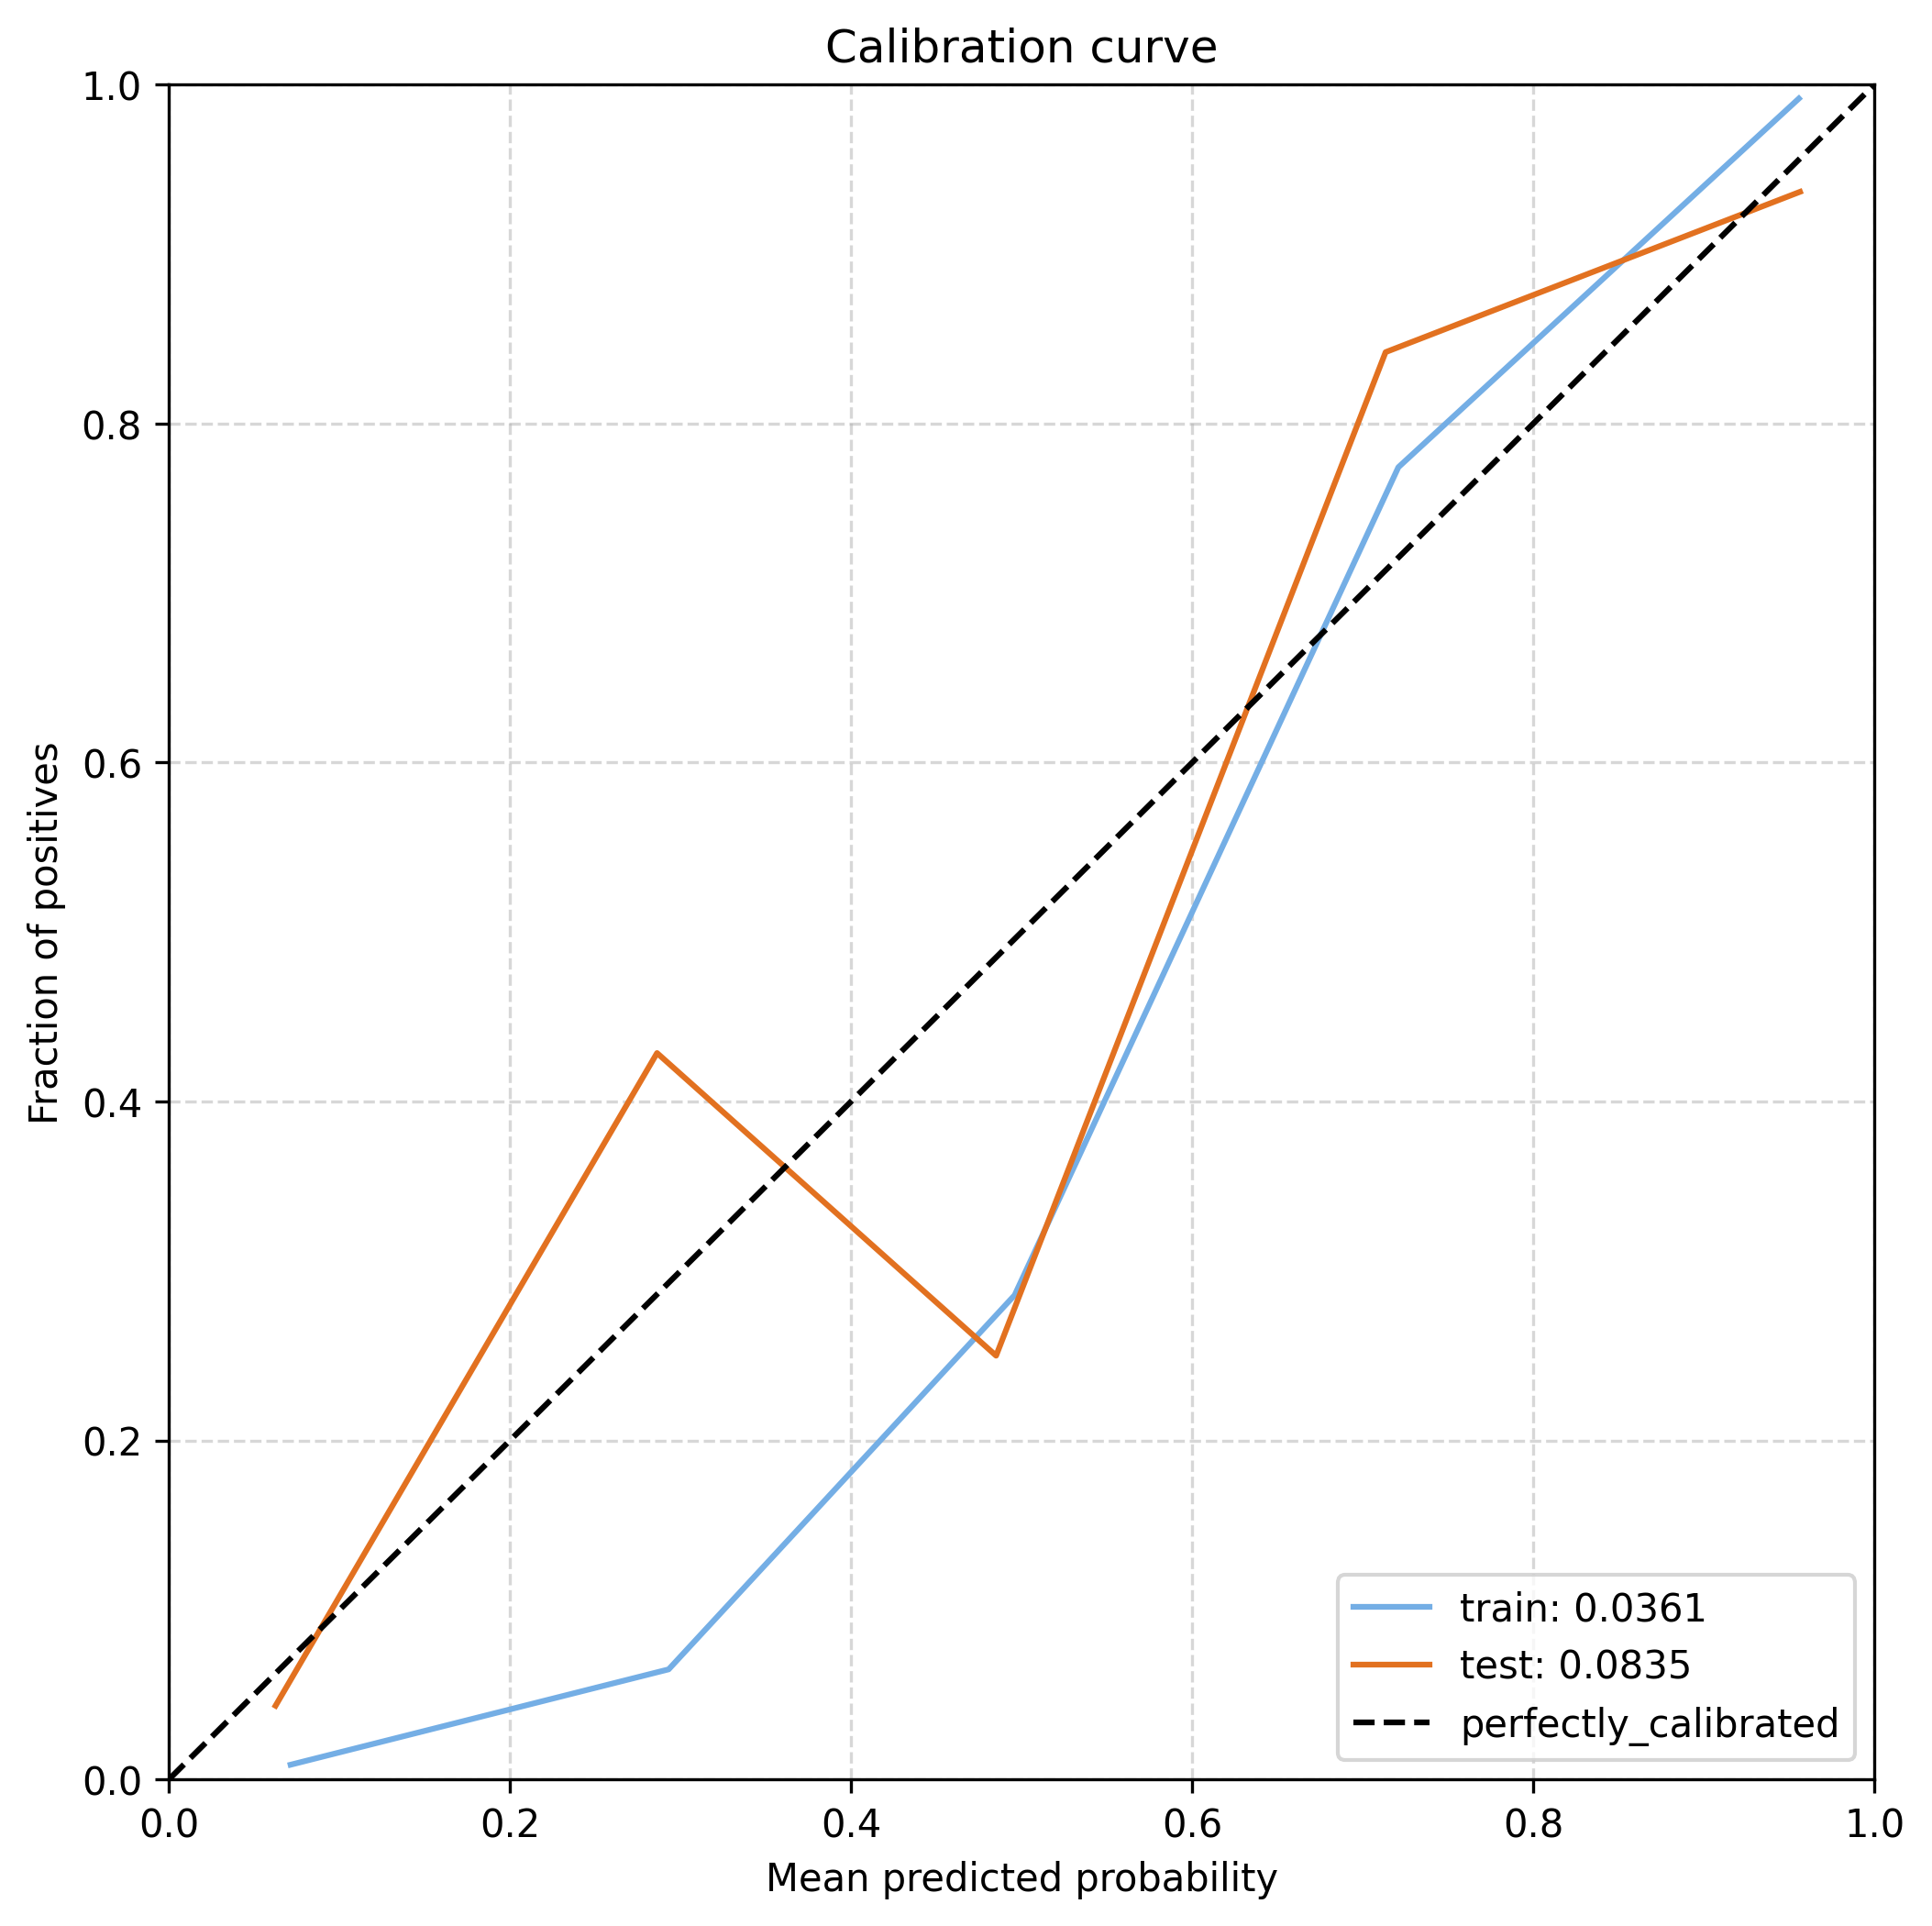 Calibration curve
1.0
0.8
0.6
0.4
0.2
0.0
Fraction of positives
0.0 0.2 0.4 0.6 0.8 1.0
Mean predicted probability
train: 0.0361
test: 0.0835
perfectly_calibrated